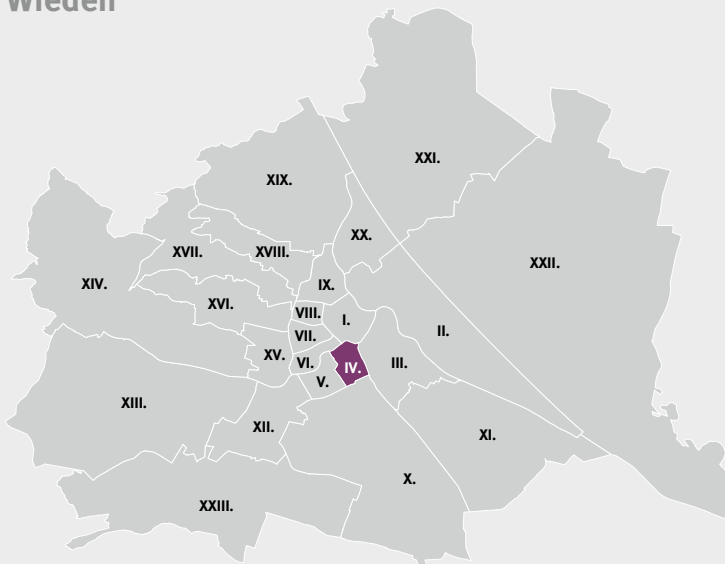 Wieden
XXI.
XIX.
XX.
XVII.
XVIII.
XXII.
XIV.
IX.
XVI.
VIII.
I.
II.
VII.
XV.
VI.
IV.
III.
V.
XIII.
XII.
XI.
X.
XXIII.